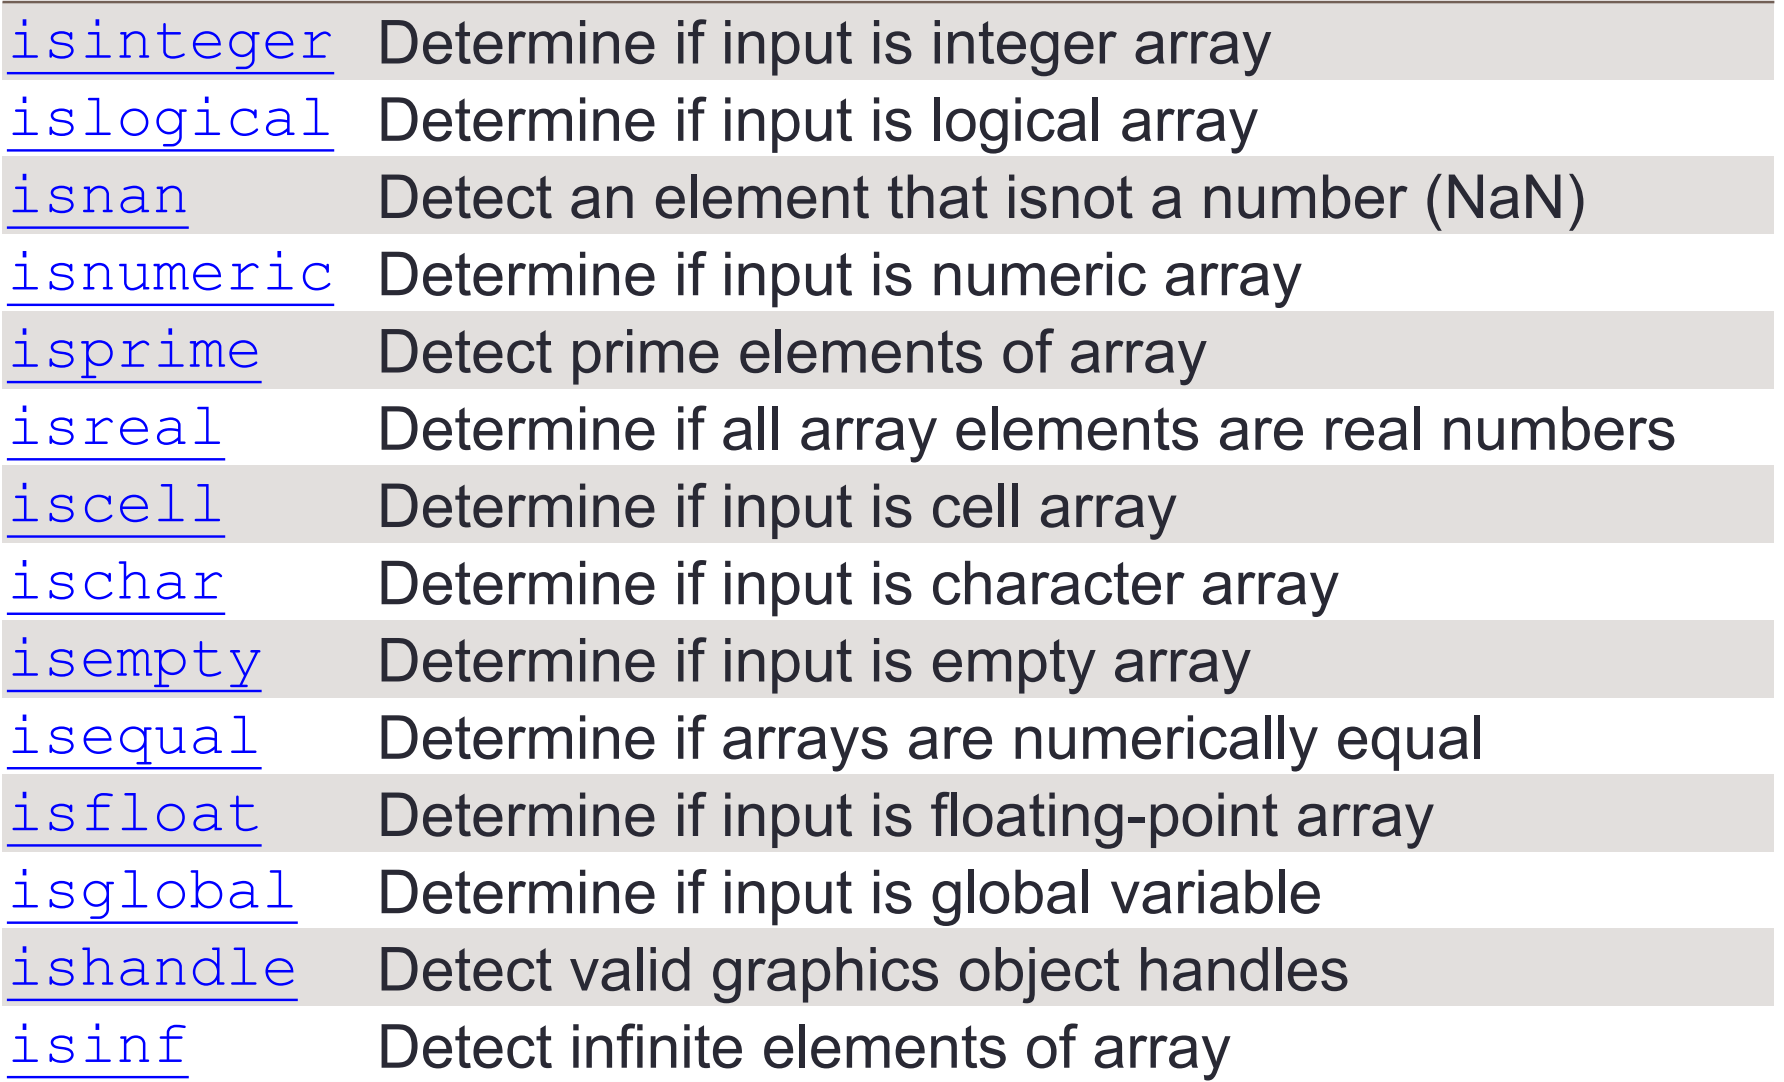 isinteger Determine if input is integer array
islogical Determine if input is logical array
isnan Detect an element that isnot a number (NaN)
isnumeric Determine if input is numeric array
isprime Detect prime elements of array
isreal Determine if all array elements are real numbers
iscell Determine if input is cell array
ischar Determine if input is character array
isempty Determine if input is empty array
isequal Determine if arrays are numerically equal
isfloat Determine if input is floating-point array
isglobal Determine if input is global variable
ishandle Detect valid graphics object handles
isinf Detect infinite elements of array